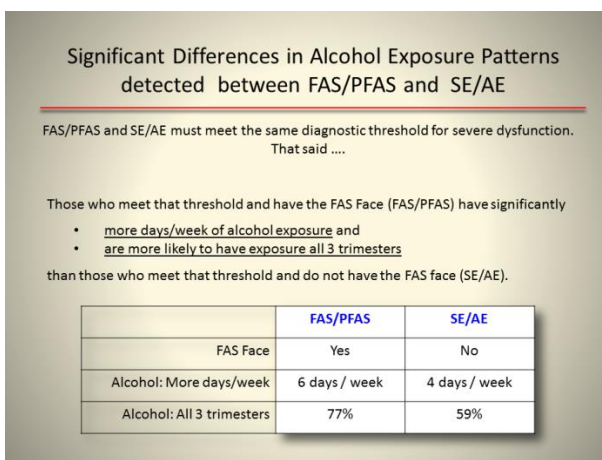 Significant Differences in Alcohol Exposure Patterns
detected between FAS/PFAS and SE/AE
FAS/PFAS and SE/AE must meet the same diagnostic threshold for severe dysfunction.
That said ....
Those who meet that threshold and have the FAS Face (FAS/PFAS) have significantly
• more days/week of alcohol exposure and
• are more likely to have exposure all 3 trimesters
than those who meet that threshold and do not have the FAS face (SE/AE).
FAS/PFAS SE/AE
FAS Face Yes No
Alcohol: More days/week 6 days / week 4 days / week
Alcohol: All 3 trimesters 77% 59%